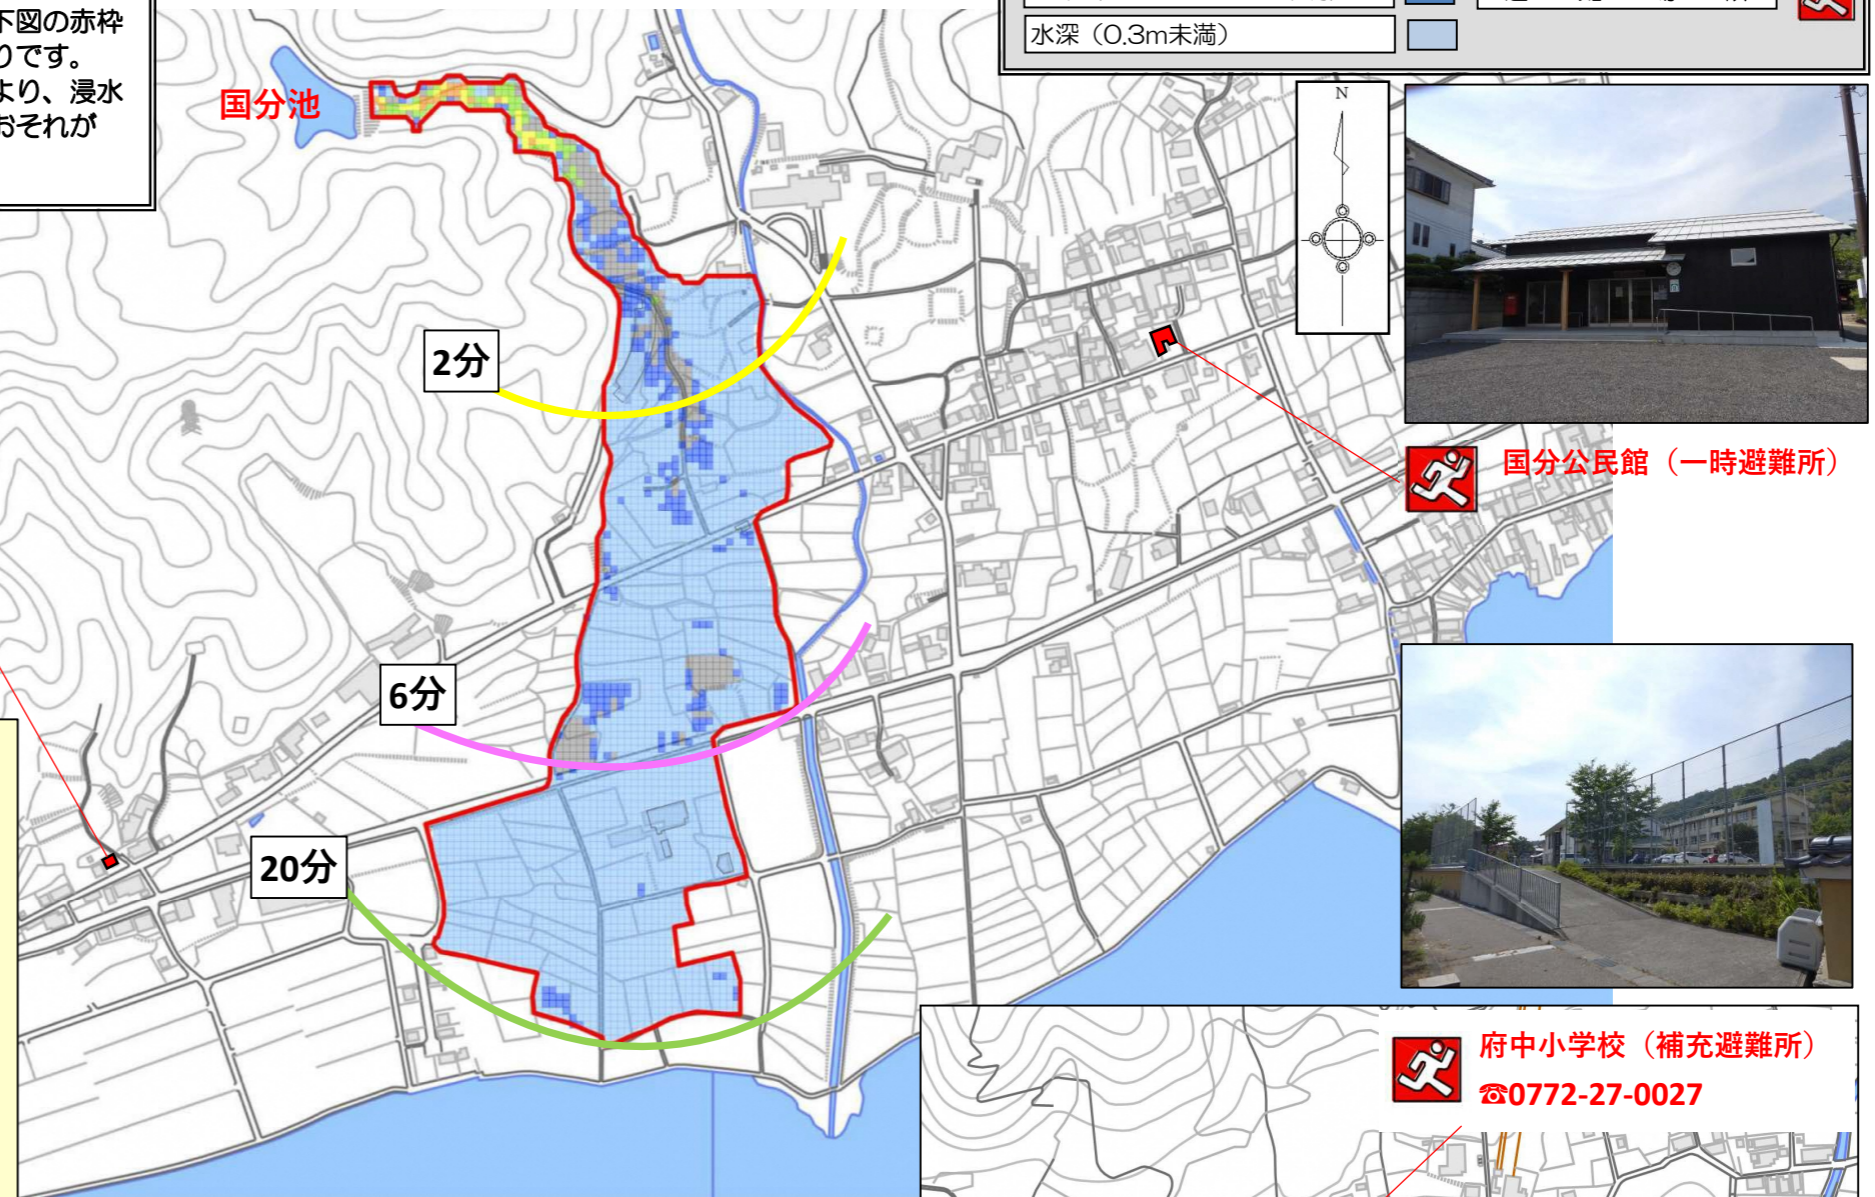 下図の赤枠
りです。
より、浸水
おそれが
水深（0.3m未満）
国分池
N
2分
国分公民館（一時避難所）
6分
20分
府中小学校（補充避難所）
☎0772-27-0027